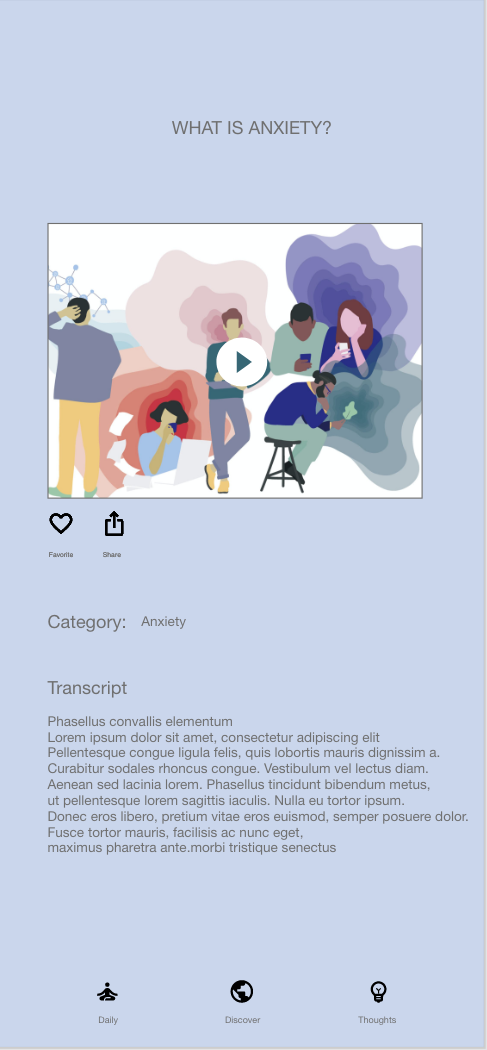 WHAT IS ANXIETY?
Favorite
Share
Category: Anxiety
Transcript
Phasellus convallis elementum
Lorem ipsum dolor sit amet, consectetur adipiscing elit
Pellentesque congue ligula felis, quis lobortis mauris dignissim a.
Curabitur sodales rhoncus congue. Vestibulum vel lectus diam.
Aenean sed lacinia lorem. Phasellus tincidunt bibendum metus,
ut pellentesque lorem sagittis iaculis. Nulla eu tortor ipsum.
Donec eros libero, pretium vitae eros euismod, semper posuere dolor.
Fusce tortor mauris, facilisis ac nunc eget,
maximus pharetra ante.morbi tristique senectus
Daily
Discover
Thoughts